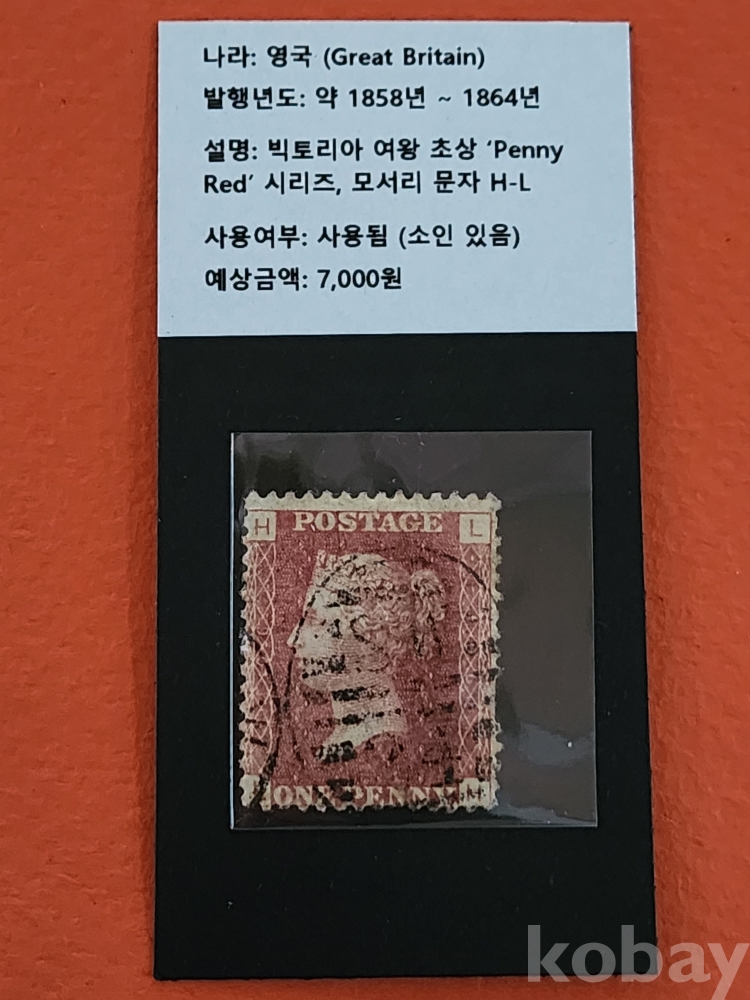 나라: 영국 (Great Britain)
발행년도: 약 1858년 ~ 1864년
설명: 빅토리아 여왕 초상 ‘Penny
Red’ 시리즈, 모서리 문자 H-L
사용여부: 사용됨 (소인 있음)
예상금액: 7,000원
H POSTAGE L
ONE PENNY H
kobay